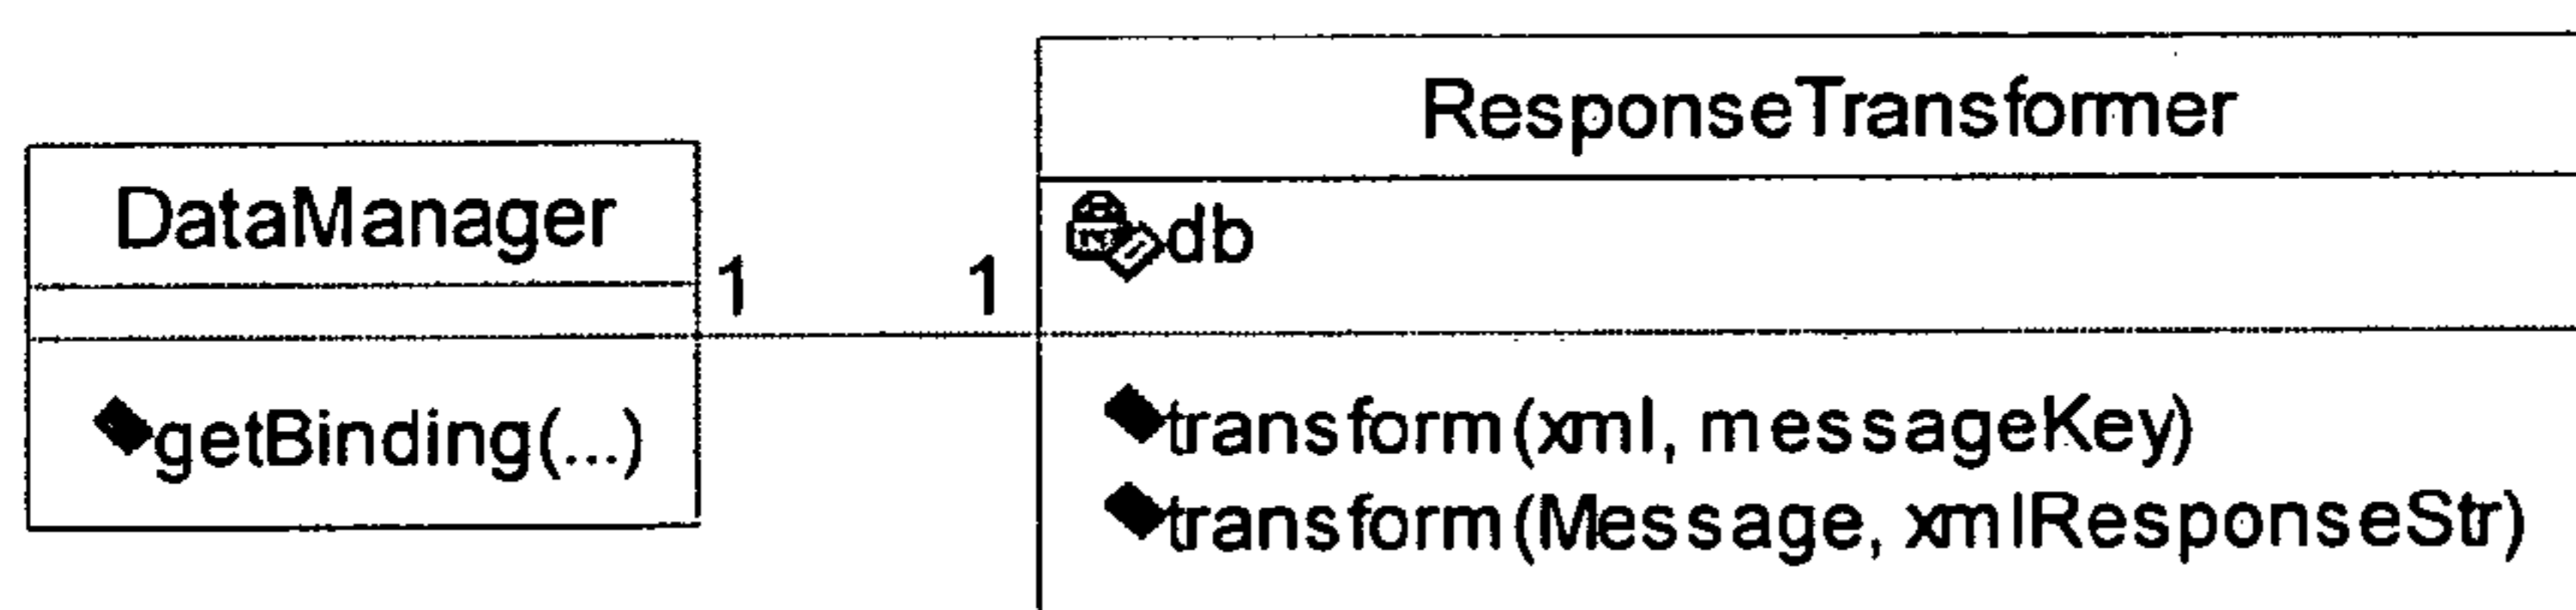 ResponseTransformer
DataManager
db
1
1
getBinding(...)
transform(xml, messageKey)
transform(Message, xmlResponseStr)